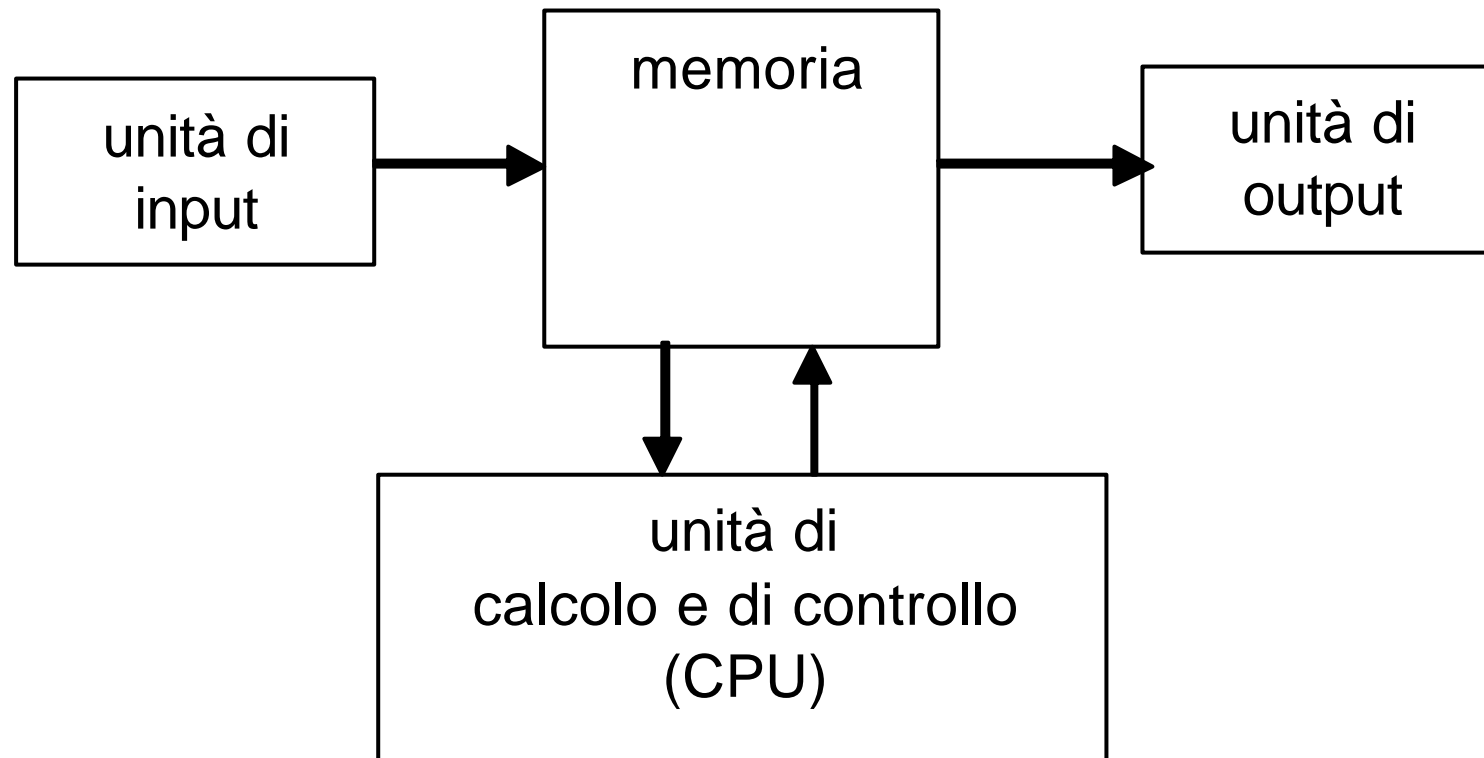 unità di
input
memoria
unità di
output
unità di
calcolo e di controllo
(CPU)